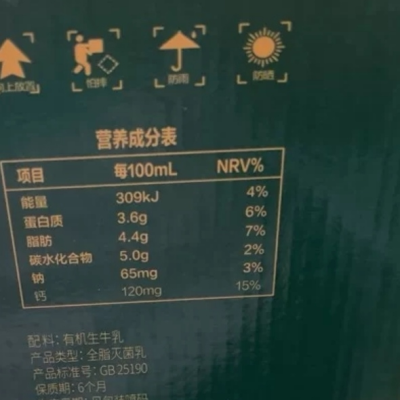 向上放置 怕摔 防雨 防晒
营养成分表
项目 每100mL NRV%
能量 309kJ 4%
蛋白质 3.6g 6%
脂肪 4.4g 7%
碳水化合物 5.0g 2%
钠 65mg 3%
钙 120mg 15%
配料：有机生牛乳
产品类型：全脂灭菌乳
产品标准号：GB 25190
保质期：6个月